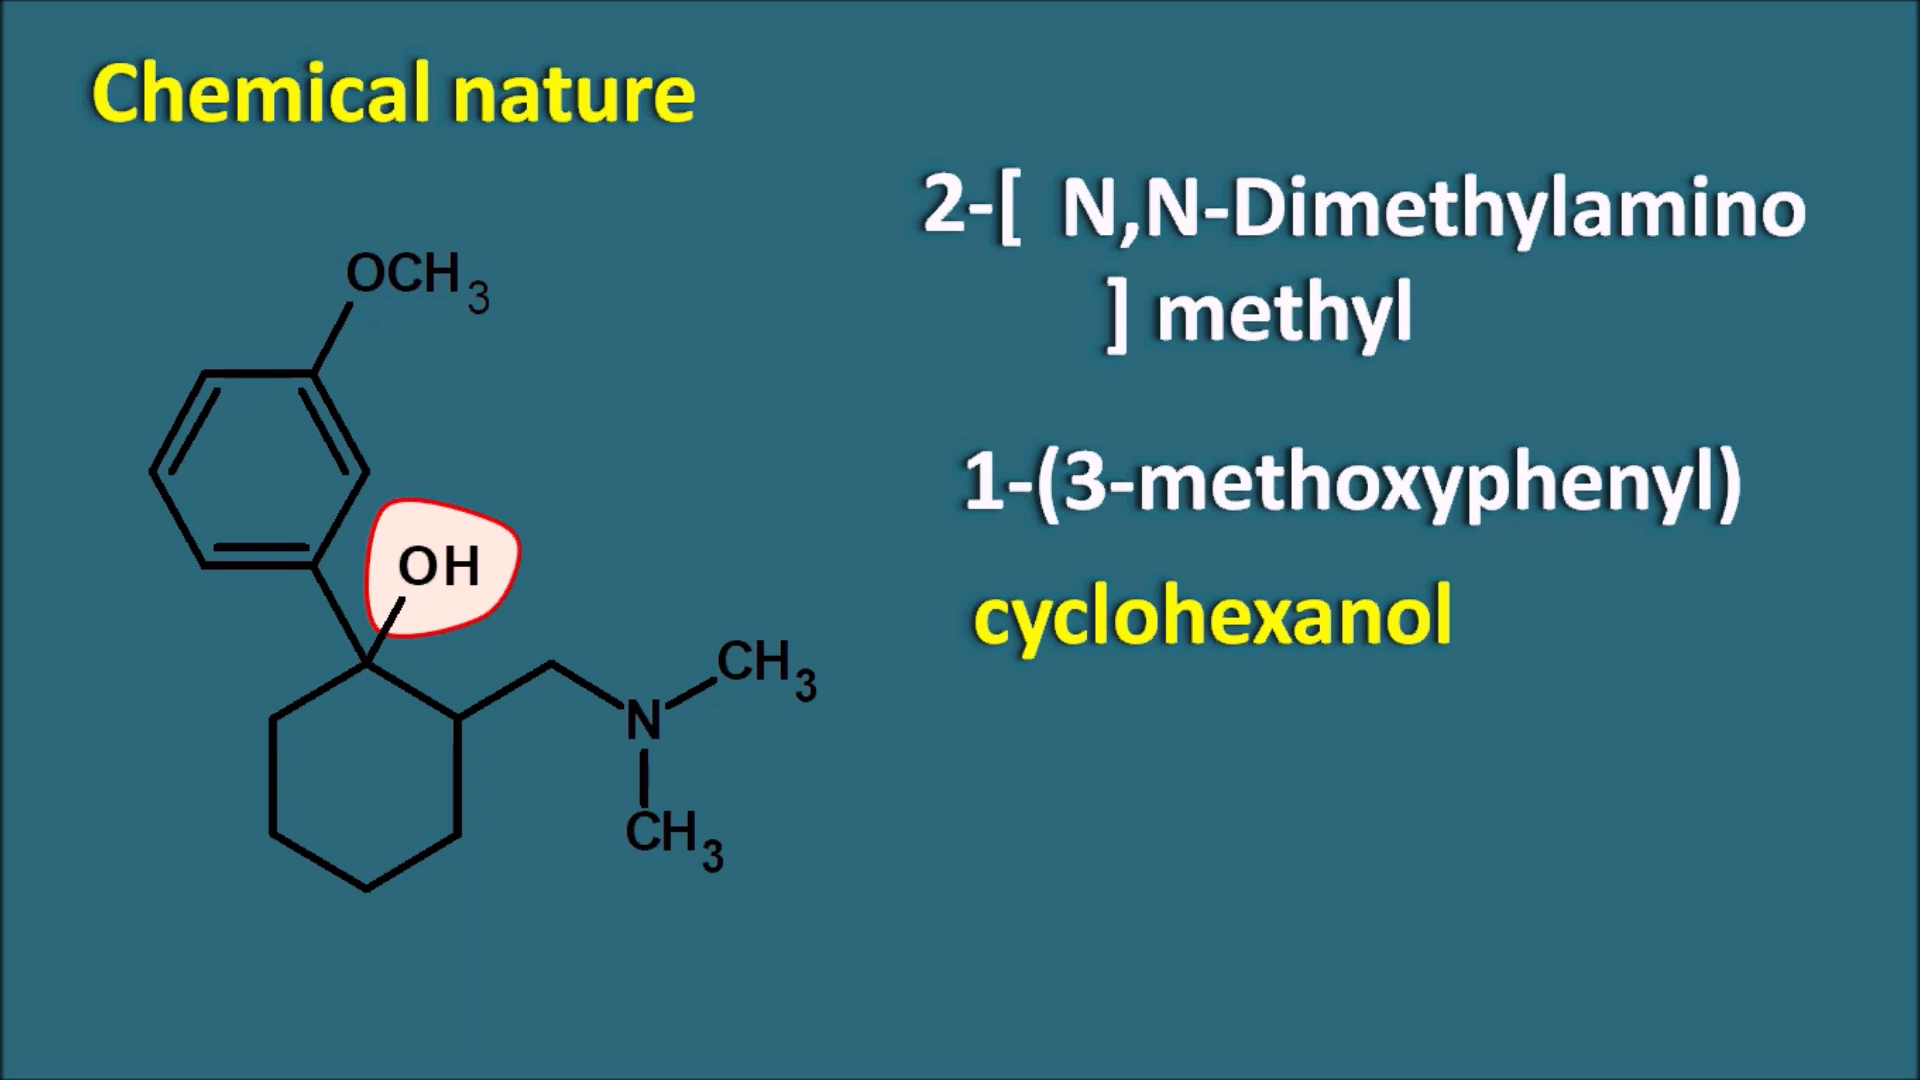 Chemical nature
2-[ N,N-Dimethylamino
] methyl
OCH3
1-(3-methoxyphenyl)
OH
cyclohexanol
CH3
N
CH3